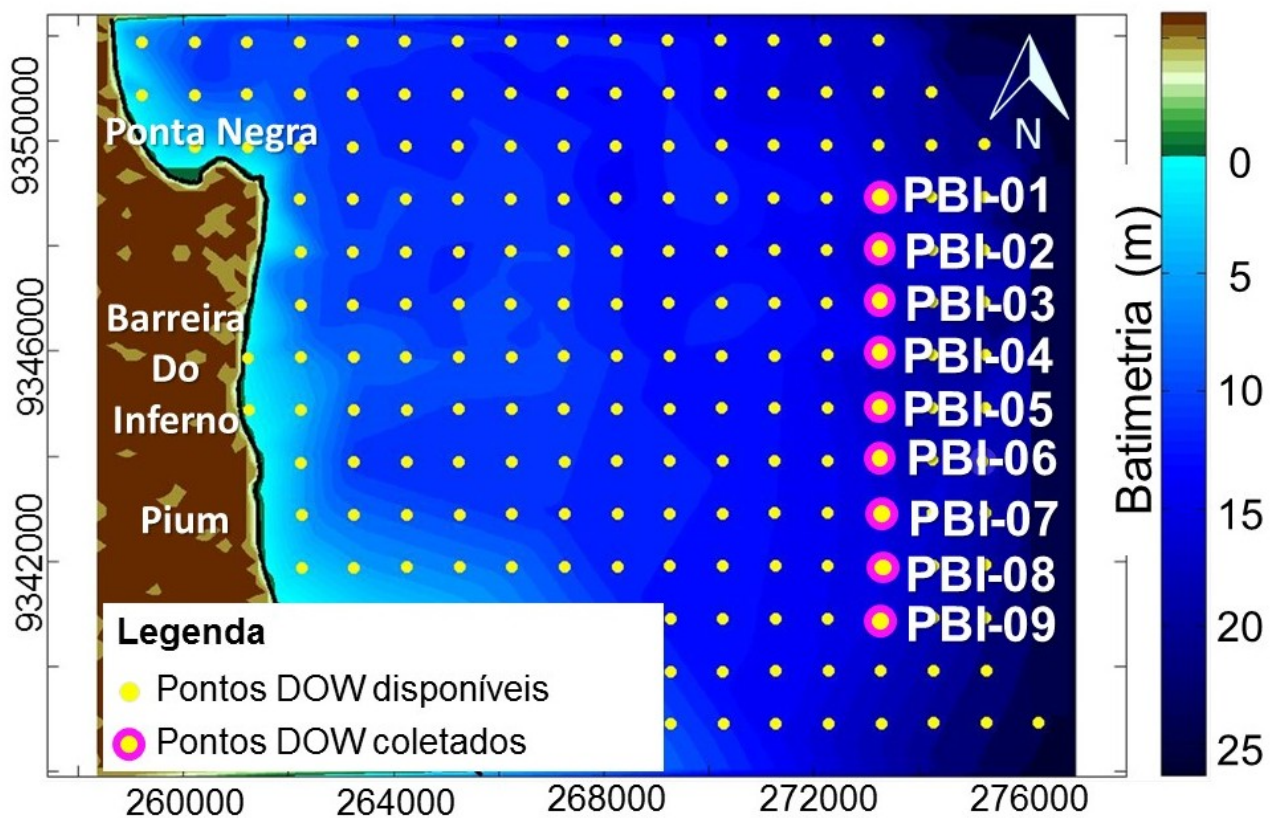 9350000
9346000
9342000
Ponta Negra
Barreira
Do
Inferno
Pium
N
PBI-01
PBI-02
PBI-03
PBI-04
PBI-05
PBI-06
PBI-07
PBI-08
PBI-09
Legenda
Pontos DOW disponíveis
Pontos DOW coletados
260000
264000
268000
272000
276000
Batimetria (m)
0
5
10
15
20
25